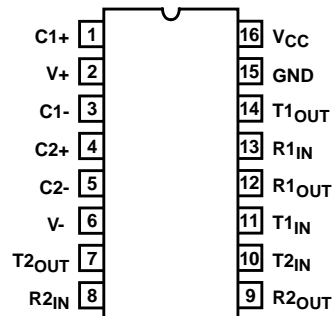 C1+ 1 16 VCC
V+ 2 15 GND
C1- 3 14 T1OUT
C2+ 4 13 R1IN
C2- 5 12 R1OUT
V- 6 11 T1IN
T2OUT 7 10 T2IN
R2IN 8 9 R2OUT